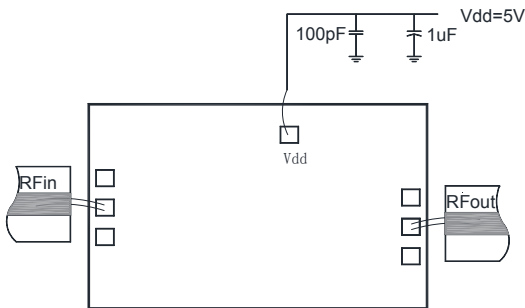 Vdd=5V
100pF
1uF
Vdd
RFin
RFout